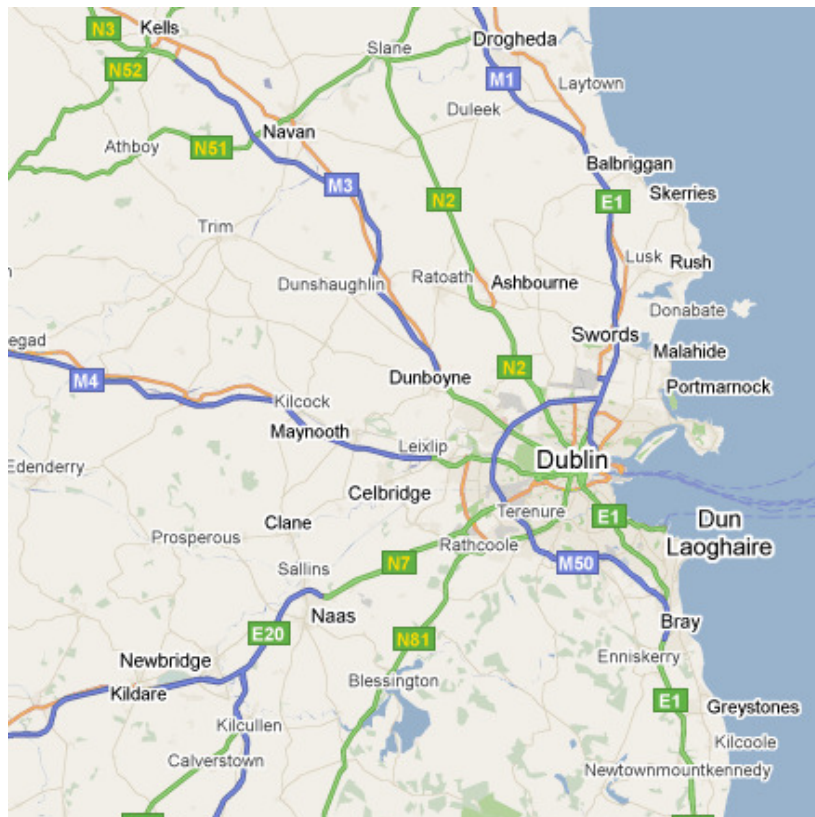 N3
Kells
Slane
Drogheda
N52
M1
Laytown
Duleek
Navan
Athboy
N51
Balbriggan
M3
Skerries
N2
E1
Trim
Lusk
Rush
Dunshaughlin
Ratoath
Ashbourne
Donabate
egad
Swords
Malahide
M4
N2
Dunboyne
Portmarnock
Kilcock
Maynooth
Leixlip
Dublin
Edenderry
Celbridge
Terenure
E1
Dun
Laoghaire
Clane
Prosperous
Rathcoole
Sallins
N7
M50
Naas
Bray
E20
N81
Newbridge
Enniskerry
Kildare
Blessington
E1
Greystones
Kilcullen
Kilcoole
Calverstown
Newtownmountkennedy